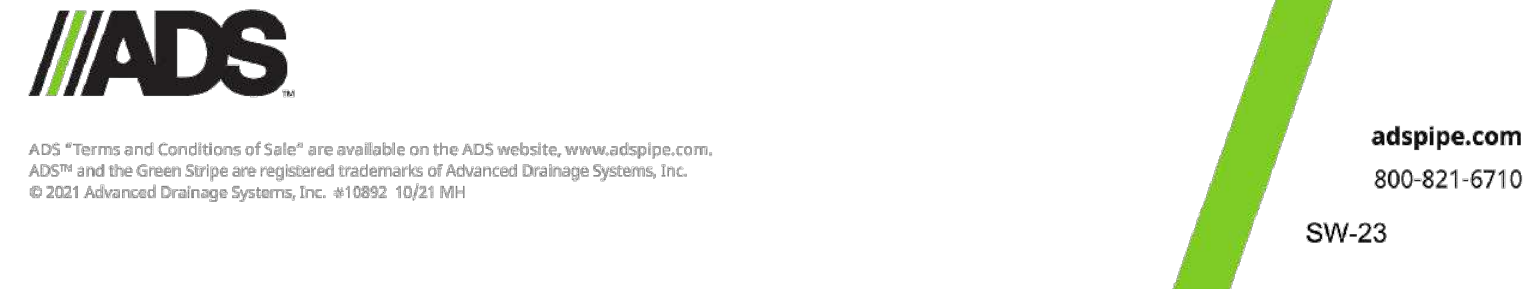 ADS™
ADS “Terms and Conditions of Sale” are available on the ADS website, www.adspipe.com.
ADS™ and the Green Stripe are registered trademarks of Advanced Drainage Systems, Inc.
© 2021 Advanced Drainage Systems, Inc. #10892 10/21 MH
adspipe.com
800-821-6710
SW-23